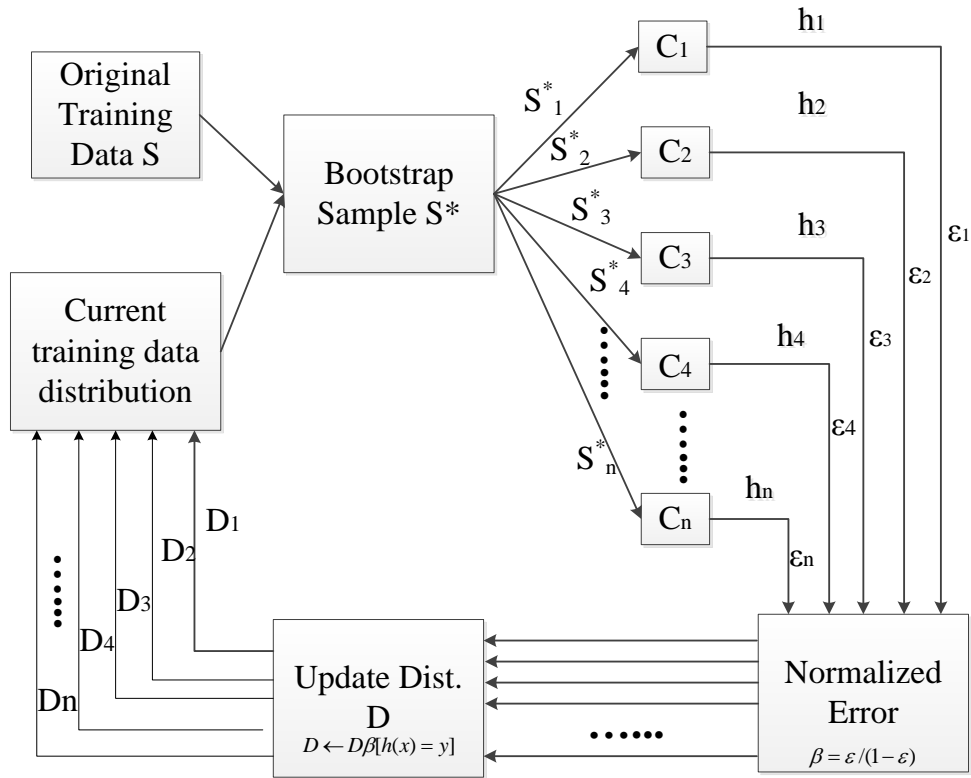 Original
Training
Data S
Bootstrap
Sample S*
Current
training data
distribution
S*1
S*2
S*3
S*4
S*n
C1
C2
C3
C4
Cn
h1
h2
h3
h4
hn
ε1
ε2
ε3
ε4
εn
D1
D2
D3
D4
Dn
Update Dist.
D
D ← Dβ[h(x) = y]
Normalized
Error
β = ε/(1−ε)